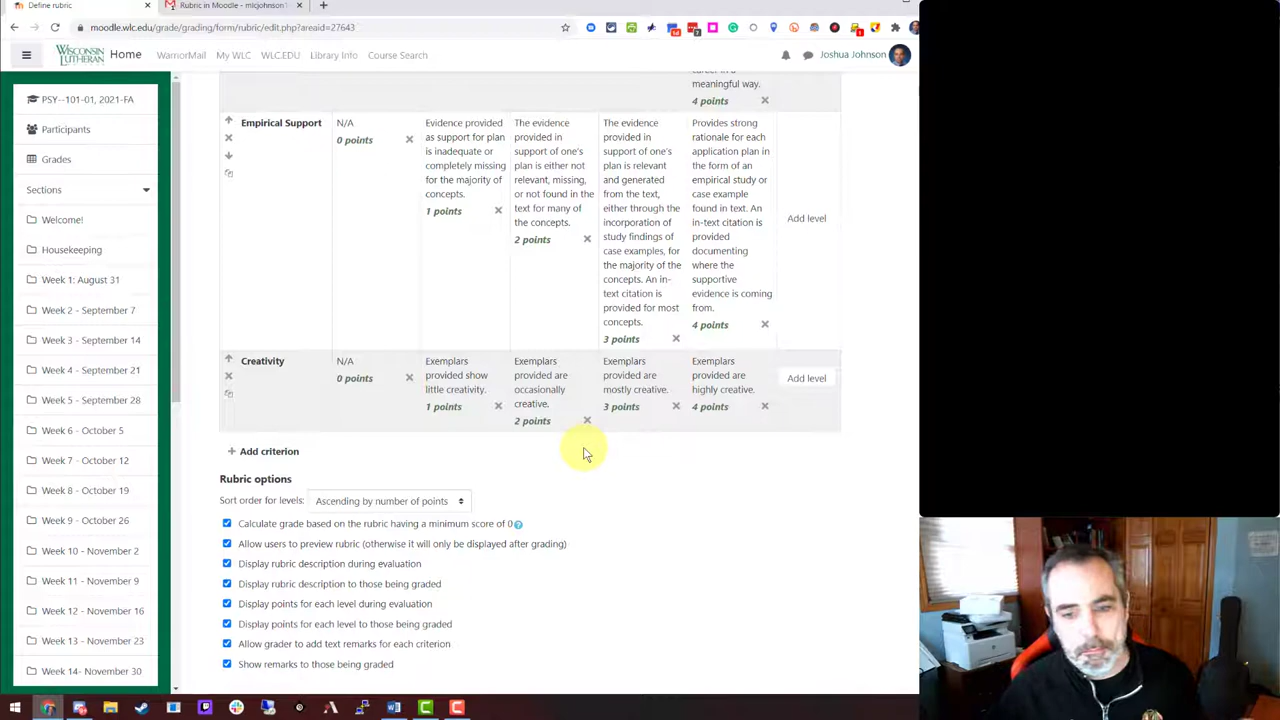 Define rubric
Rubric in Moodle - mlcjohnson
moodle.wlc.edu/grade/grading/form/rubric/edit.php?areaid=27643
WISCONSIN
LUTHERAN
Home
WarriorMail
My WLC
WLC.EDU
Library Info
Course Search
Joshua Johnson
PSY--101-01, 2021-FA
Participants
Grades
Sections
Welcome!
Housekeeping
Week 1: August 31
Week 2 - September 7
Week 3 - September 14
Week 4 - September 21
Week 5 - September 28
Week 6 - October 5
Week 7 - October 12
Week 8 - October 19
Week 9 - October 26
Week 10 - November 2
Week 11 - November 9
Week 12 - November 16
Week 13 - November 23
Week 14- November 30
career in a
meaningful way.
4 points
Empirical Support
N/A
0 points
Evidence provided
as support for plan
is inadequate or
completely missing
for the majority of
concepts.
1 points
The evidence
provided in
support of one's
plan is either not
relevant, missing,
or not found in the
text for many of
the concepts.
2 points
The evidence
provided in
support of one's
plan is relevant
and generated
from the text,
either through the
incorporation of
study findings of
case examples, for
the majority of the
concepts. An in-
text citation is
provided for most
concepts.
3 points
Provides strong
rationale for each
application plan in
the form of an
empirical study or
case example
found in text. An
in-text citation is
provided
documenting
where the
supportive
evidence is coming
from.
4 points
Add level
Creativity
N/A
0 points
Exemplars
provided show
little creativity.
1 points
Exemplars
provided are
occasionally
creative.
2 points
Exemplars
provided are
mostly creative.
3 points
Exemplars
provided are
highly creative.
4 points
Add level
+ Add criterion
Rubric options
Sort order for levels: Ascending by number of points
Calculate grade based on the rubric having a minimum score of 0
Allow users to preview rubric (otherwise it will only be displayed after grading)
Display rubric description during evaluation
Display rubric description to those being graded
Display points for each level during evaluation
Display points for each level to those being graded
Allow grader to add text remarks for each criterion
Show remarks to those being graded